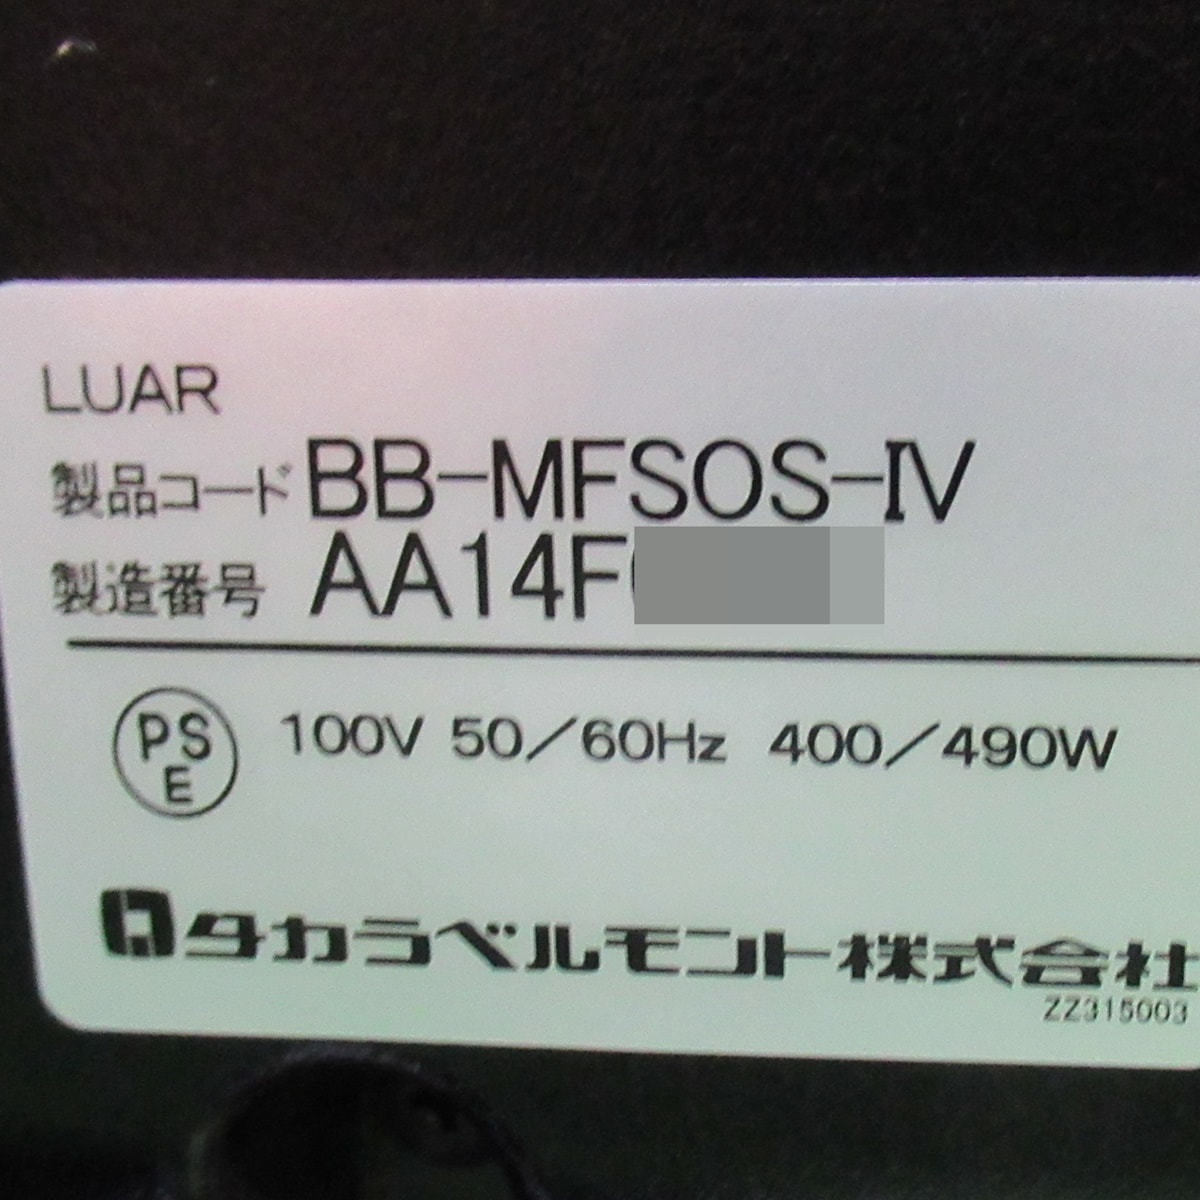 LUAR
製品コード BB-MFSOS-IV
製造番号 AA14F
PS
E
100V 50/60Hz 400/490W
タカラベルモント株式会社
ZZ315003